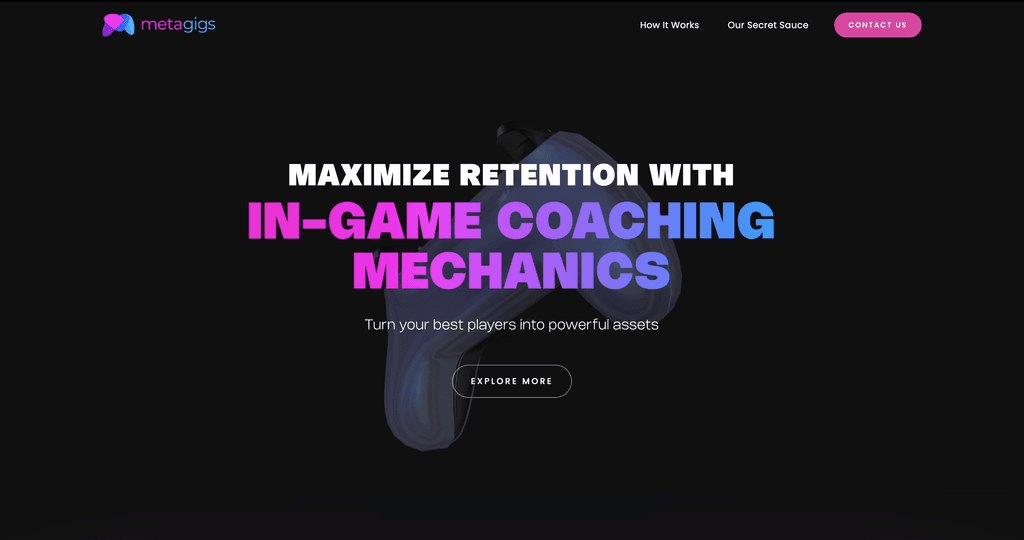 metagigs
How It Works
Our Secret Sauce
CONTACT US
MAXIMIZE RETENTION WITH
IN-GAME COACHING
MECHANICS
Turn your best players into powerful assets
EXPLORE MORE